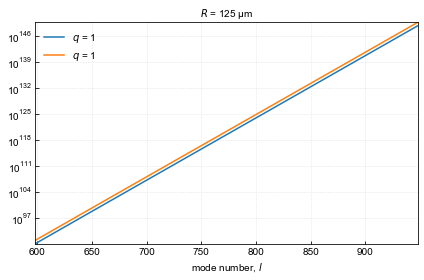 R = 125 μm
q = 1
q = 1
10^146
10^139
10^132
10^125
10^118
10^111
10^104
10^97
600 650 700 750 800 850 900
mode number, l